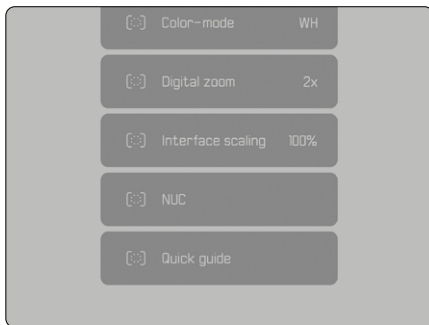 Color-mode WH
Digital zoom 2x
Interface scaling 100%
NUC
Quick guide